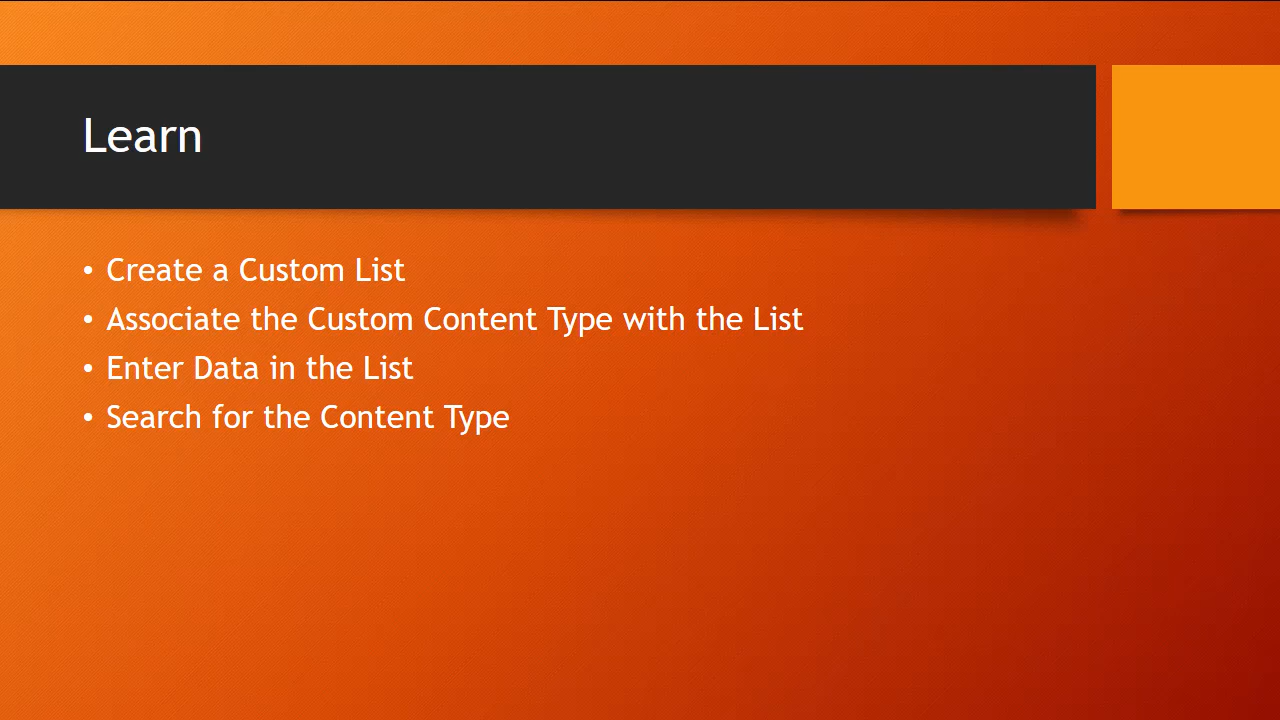 Learn
• Create a Custom List
• Associate the Custom Content Type with the List
• Enter Data in the List
• Search for the Content Type